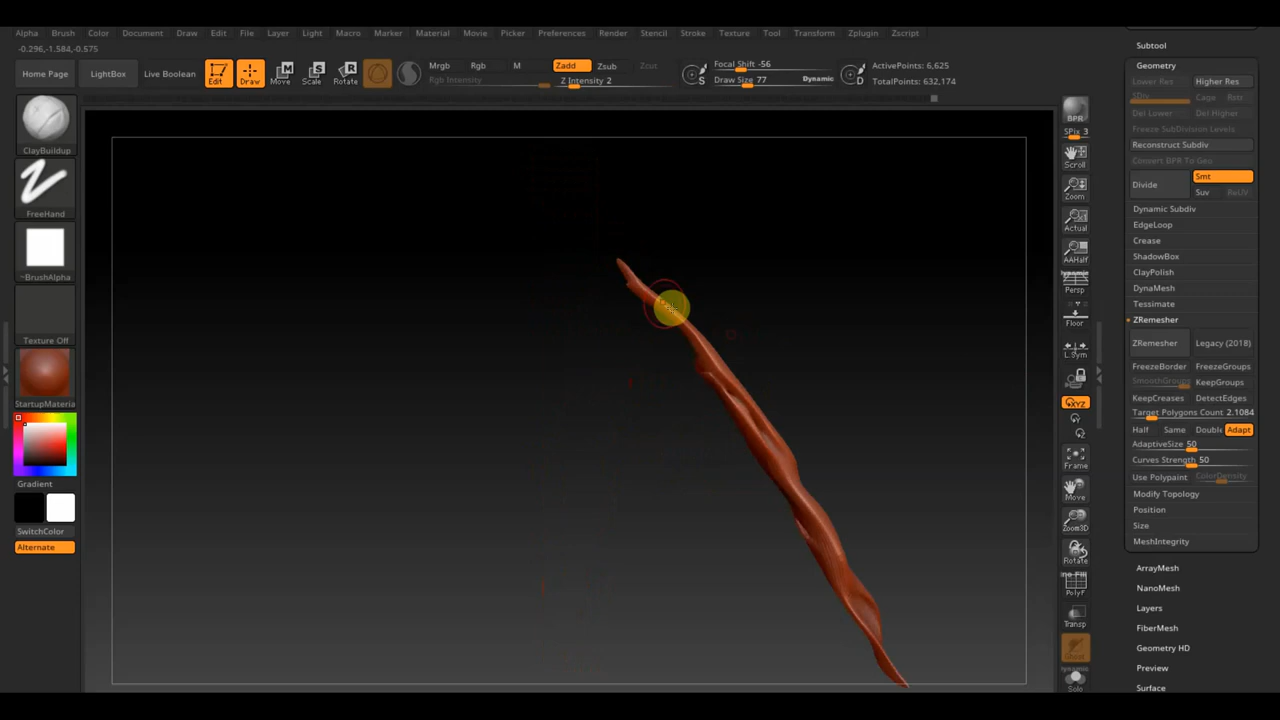 Alpha Brush Color Document Draw Edit File Layer Light Macro Marker Material Movie Picker Preferences Render Stencil Stroke Texture Tool Transform Zplugin Zscript
-0.296,-1.584,-0.575
Home Page
LightBox
Live Boolean
Edit
Draw
Move
Scale
Rotate
Mrgb Rgb M
Rgb Intensity
Zadd Zsub Zcut
Z Intensity 2
S
Focal Shift -56
Draw Size 77 Dynamic
D
ActivePoints: 6,625
TotalPoints: 632,174
ClayBuildup
FreeHand
~BrushAlpha
Texture Off
StartupMateria
Gradient
SwitchColor
Alternate
BPR
SPix 3
Scroll
Zoom
Actual
AAHalf
Dynamic
Persp
Floor
L.Sym
XYZ
Frame
Move
Zoom3D
Rotate
PolyF
Transp
Dynamic
Solo
Subtool
Geometry
Lower Res Higher Res
SDiv Cage Rstr
Del Lower Del Higher
Freeze SubDivision Levels
Reconstruct Subdiv
Convert BPR To Geo
Divide
Smt
Suv ReUV
Dynamic Subdiv
EdgeLoop
Crease
ShadowBox
ClayPolish
DynaMesh
Tessimate
ZRemesher
ZRemesher Legacy (2018)
FreezeBorder FreezeGroups
SmoothGroups KeepGroups
KeepCreases DetectEdges
Target Polygons Count 2.1084
Half Same Double Adapt
AdaptiveSize 50
Curves Strength 50
Use Polypaint ColorDensity
Modify Topology
Position
Size
MeshIntegrity
ArrayMesh
NanoMesh
Layers
FiberMesh
Geometry HD
Preview
Surface